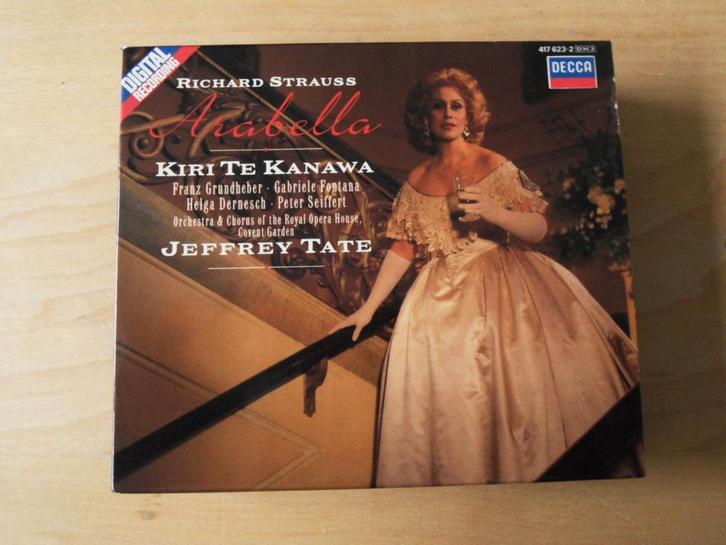 DIGITAL
RECORDING
417 623-2 DH3
DECCA
RICHARD STRAUSS
Arabella
KIRI TE KANAWA
Franz Grundheber · Gabriele Fontana
Helga Dernesch · Peter Seiffert
Orchestra & Chorus of the Royal Opera House,
Covent Garden
JEFFREY TATE